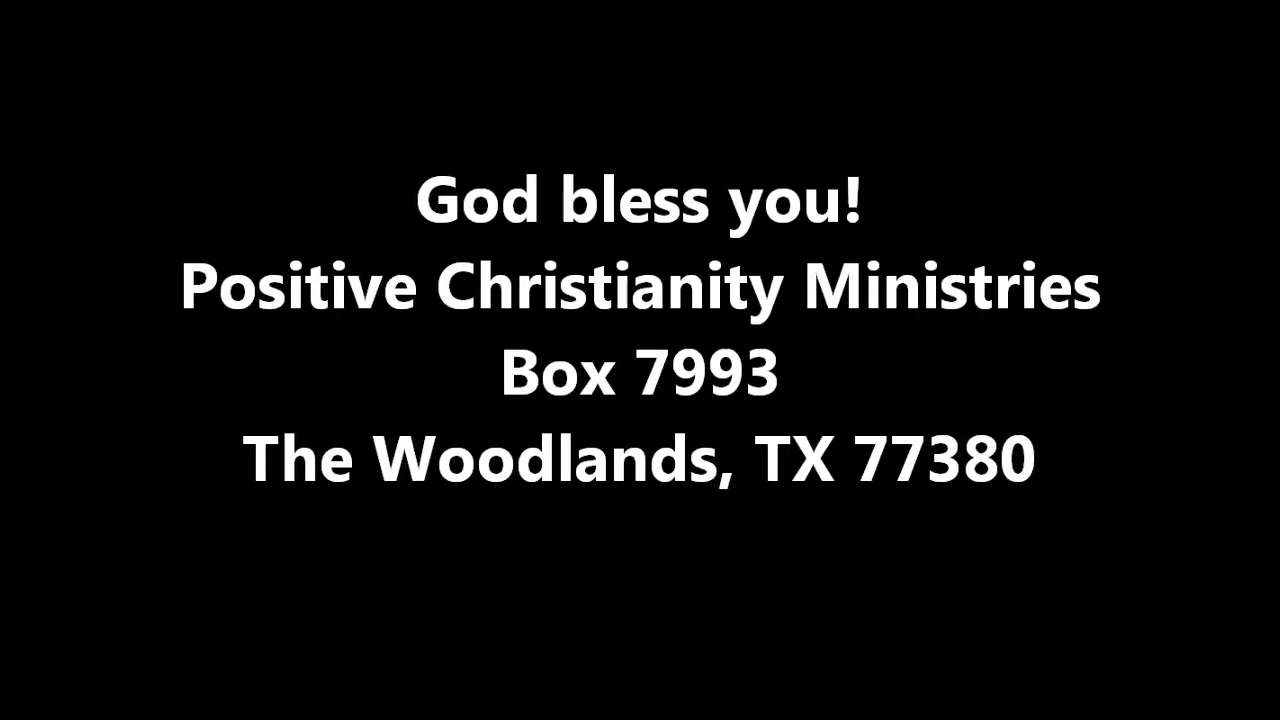 God bless you!
Positive Christianity Ministries
Box 7993
The Woodlands, TX 77380